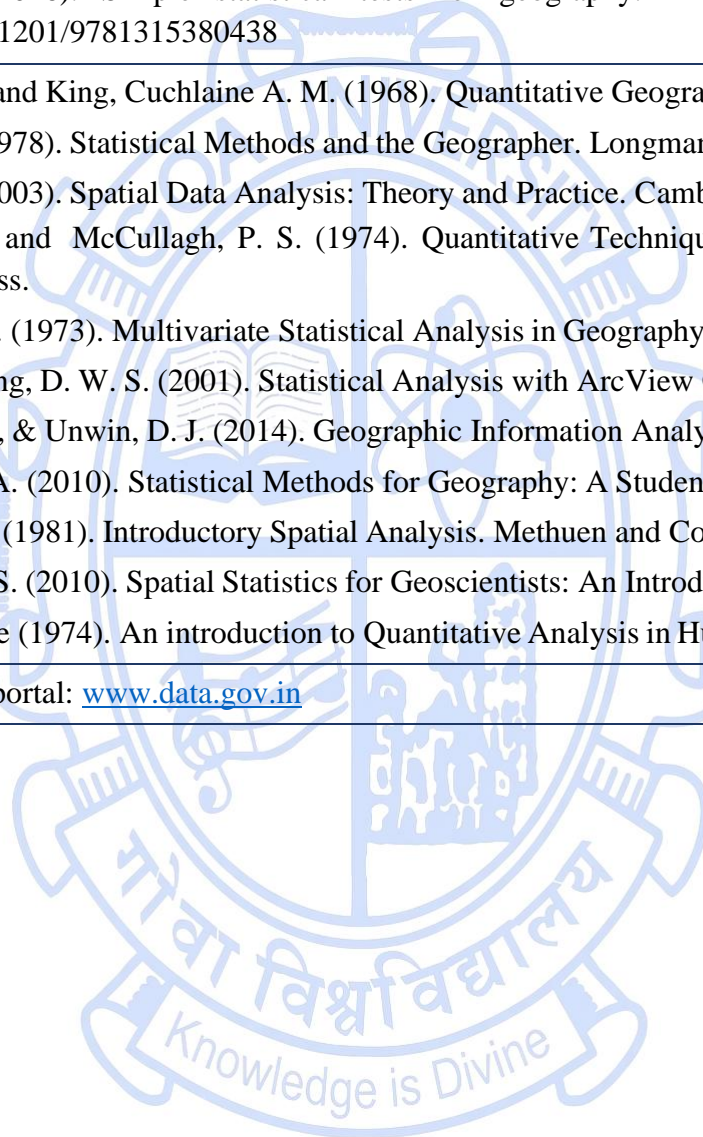 1201/9781315380438
and King, Cuchlaine A. M. (1968). Quantitative Geogra
978). Statistical Methods and the Geographer. Longmar
003). Spatial Data Analysis: Theory and Practice. Camb
and McCullagh, P. S. (1974). Quantitative Techniqu
ss.
. (1973). Multivariate Statistical Analysis in Geography
ng, D. W. S. (2001). Statistical Analysis with ArcView
, & Unwin, D. J. (2014). Geographic Information Analy
A. (2010). Statistical Methods for Geography: A Studen
(1981). Introductory Spatial Analysis. Methuen and Co
S. (2010). Spatial Statistics for Geoscientists: An Introd
e (1974). An introduction to Quantitative Analysis in Hu
portal: www.data.gov.in
GOA UNIVERSITY
गोंवा विश्वविद्यालय
Knowledge is Divine